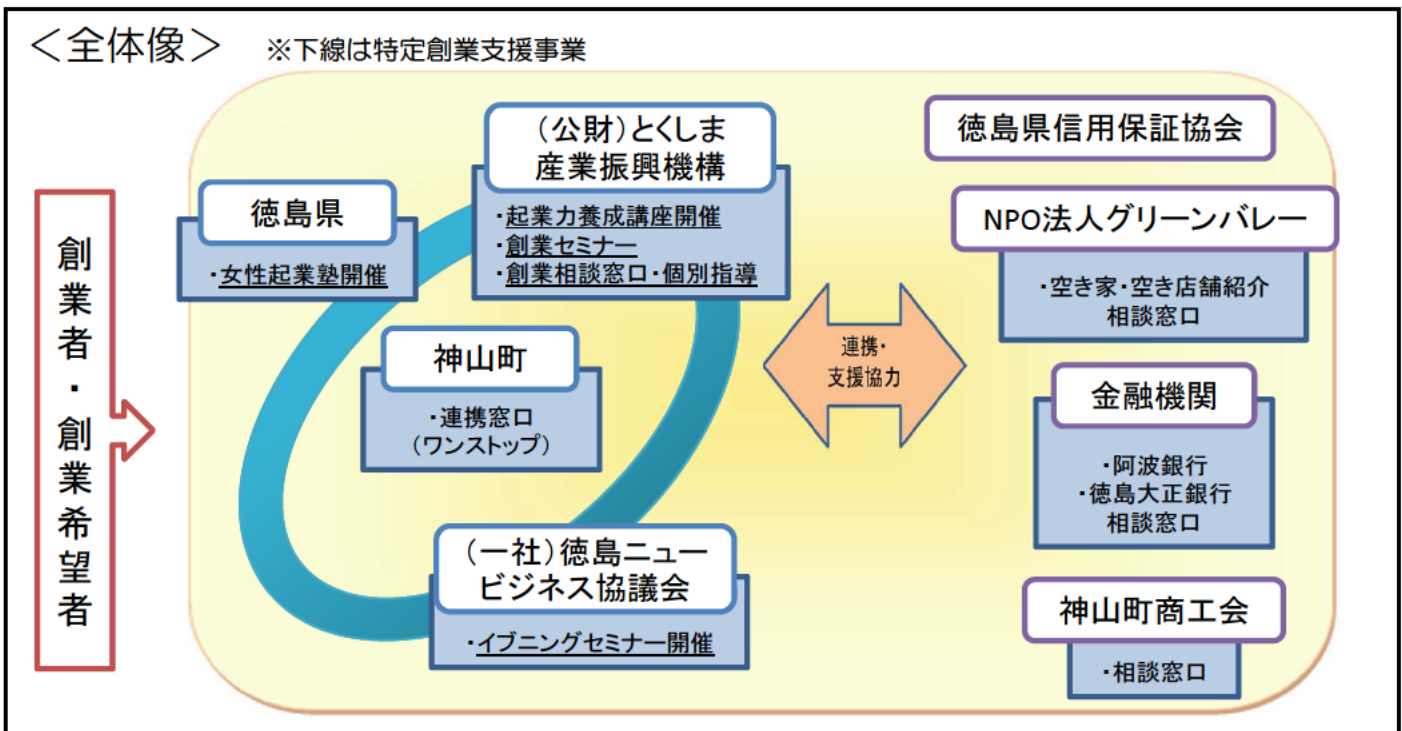 ＜全体像＞　※下線は特定創業支援事業
創業者・創業希望者
徳島県
・女性起業塾開催
（公財）とくしま
産業振興機構
・起業力養成講座開催
・創業セミナー
・創業相談窓口・個別指導
神山町
・連携窓口
（ワンストップ）
（一社）徳島ニュー
ビジネス協議会
・イブニングセミナー開催
連携・
支援協力
徳島県信用保証協会
NPO法人グリーンバレー
・空き家・空き店舗紹介
相談窓口
金融機関
・阿波銀行
・徳島大正銀行
相談窓口
神山町商工会
・相談窓口